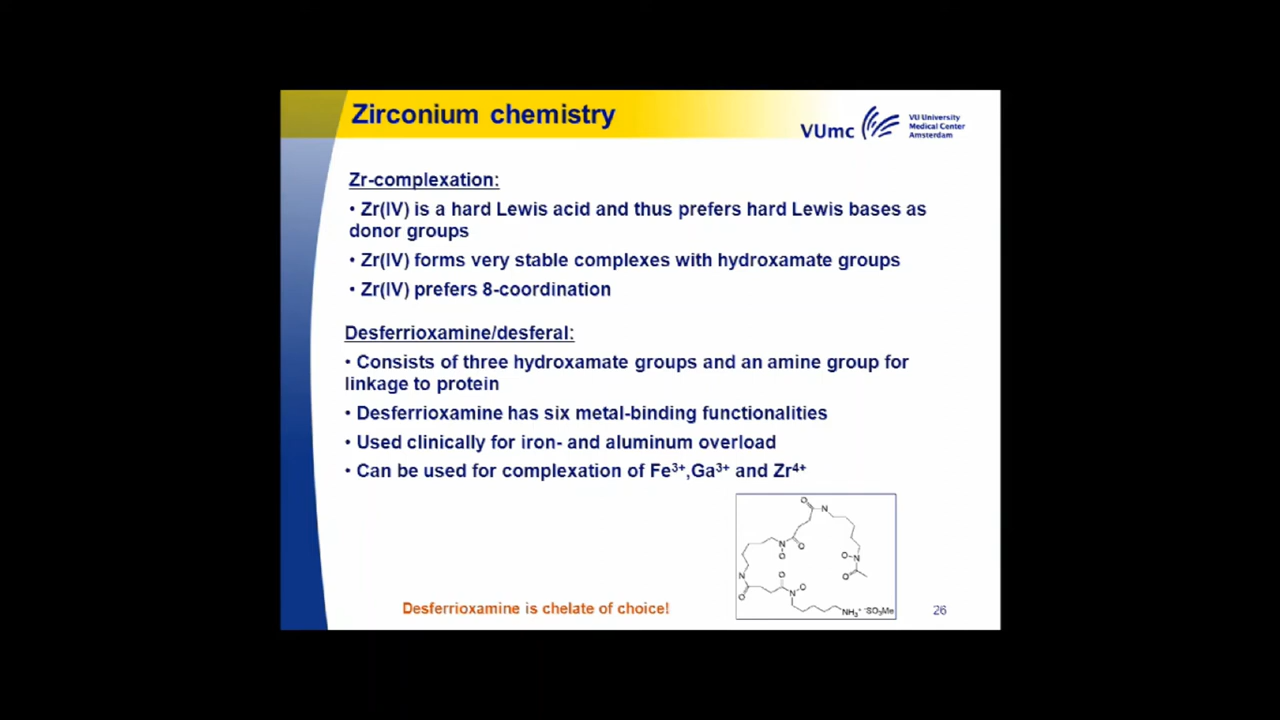 Zirconium chemistry
VUmc
VU University
Medical Center
Amsterdam
Zr-complexation:
• Zr(IV) is a hard Lewis acid and thus prefers hard Lewis bases as
donor groups
• Zr(IV) forms very stable complexes with hydroxamate groups
• Zr(IV) prefers 8-coordination
Desferrioxamine/desferal:
• Consists of three hydroxamate groups and an amine group for
linkage to protein
• Desferrioxamine has six metal-binding functionalities
• Used clinically for iron- and aluminum overload
• Can be used for complexation of Fe³⁺,Ga³⁺ and Zr⁴⁺
O
N
N
O
O
O
N
O
O
N
O
N
O
NH₃⁺ ⁻SO₃Me
Desferrioxamine is chelate of choice!
26